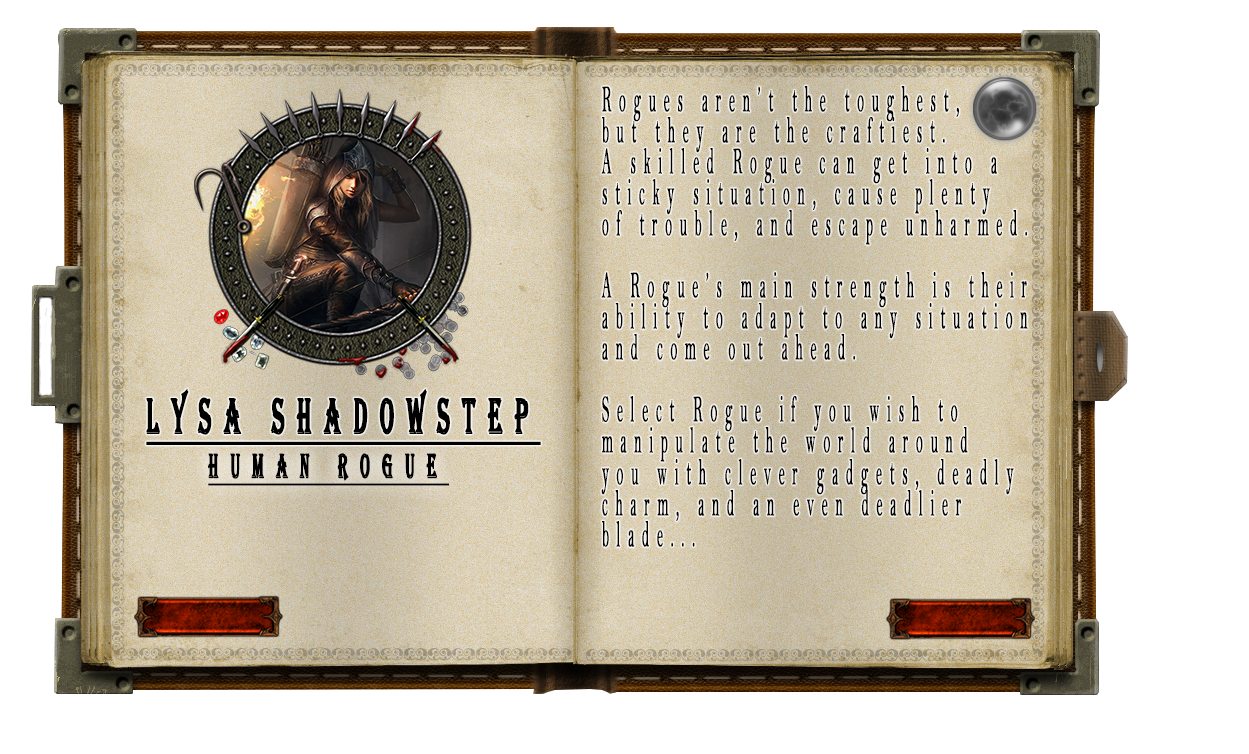 LYSA SHADOWSTEP
HUMAN ROGUE
Rogues aren't the toughest,
but they are the craftiest.
A skilled Rogue can get into a
sticky situation, cause plenty
of trouble, and escape unharmed.
A Rogue's main strength is their
ability to adapt to any situation
and come out ahead.
Select Rogue if you wish to
manipulate the world around
you with clever gadgets, deadly
charm, and an even deadlier
blade...